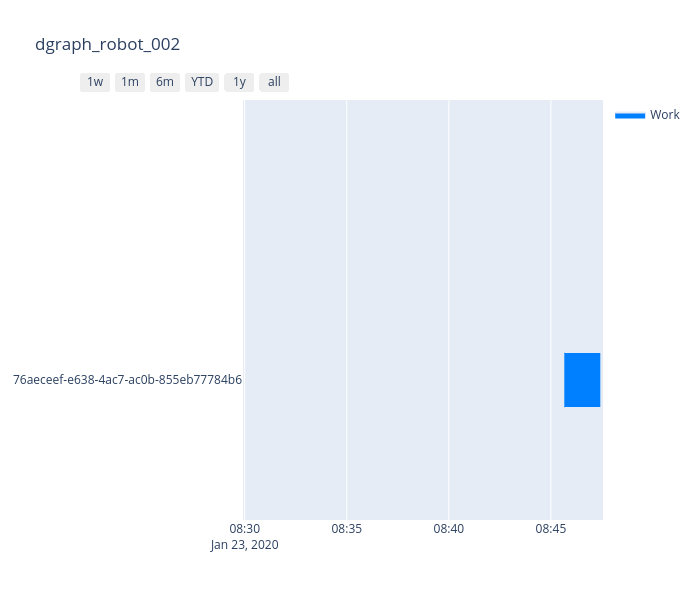 dgraph_robot_002
1w 1m 6m YTD 1y all
Work
76aeceef-e638-4ac7-ac0b-855eb77784b6
08:30 08:35 08:40 08:45
Jan 23, 2020